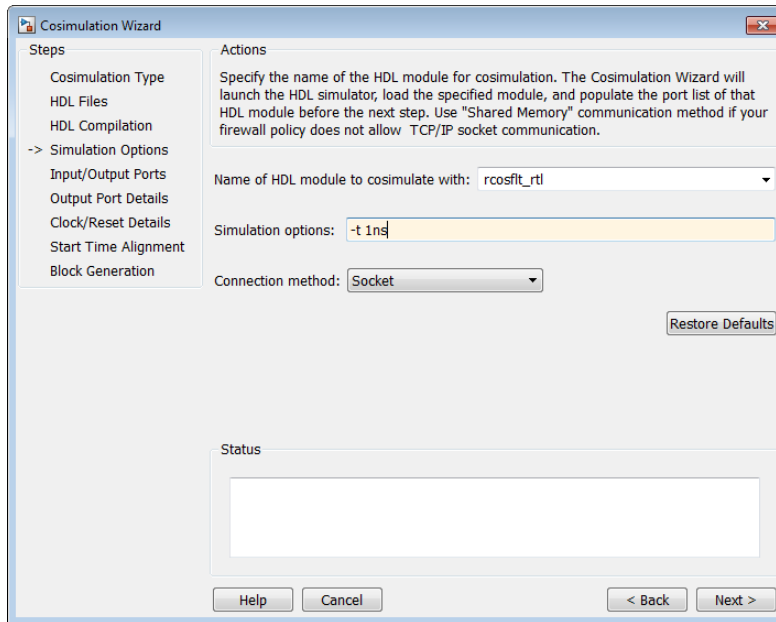 Cosimulation Wizard
Steps
Cosimulation Type
HDL Files
HDL Compilation
-> Simulation Options
Input/Output Ports
Output Port Details
Clock/Reset Details
Start Time Alignment
Block Generation
Actions
Specify the name of the HDL module for cosimulation. The Cosimulation Wizard will
launch the HDL simulator, load the specified module, and populate the port list of that
HDL module before the next step. Use "Shared Memory" communication method if your
firewall policy does not allow TCP/IP socket communication.
Name of HDL module to cosimulate with: rcosflt_rtl
Simulation options: -t 1ns
Connection method: Socket
Restore Defaults
Status
Help Cancel < Back Next >